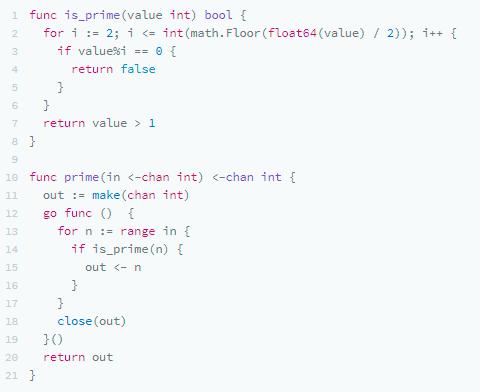 1 func is_prime(value int) bool {
2   for i := 2; i <= int(math.Floor(float64(value) / 2)); i++ {
3     if value%i == 0 {
4       return false
5     }
6   }
7   return value > 1
8 }
9
10 func prime(in <-chan int) <-chan int {
11   out := make(chan int)
12   go func ()  {
13     for n := range in {
14       if is_prime(n) {
15         out <- n
16       }
17     }
18     close(out)
19   }()
20   return out
21 }